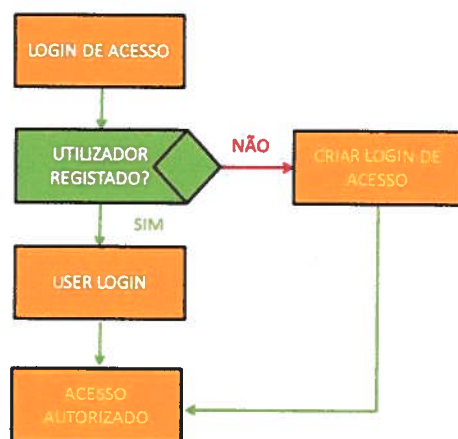 LOGIN DE ACESSO
UTILIZADOR
REGISTADO?
NÃO
CRIAR LOGIN DE
ACESSO
SIM
USER LOGIN
ACESSO
AUTORIZADO